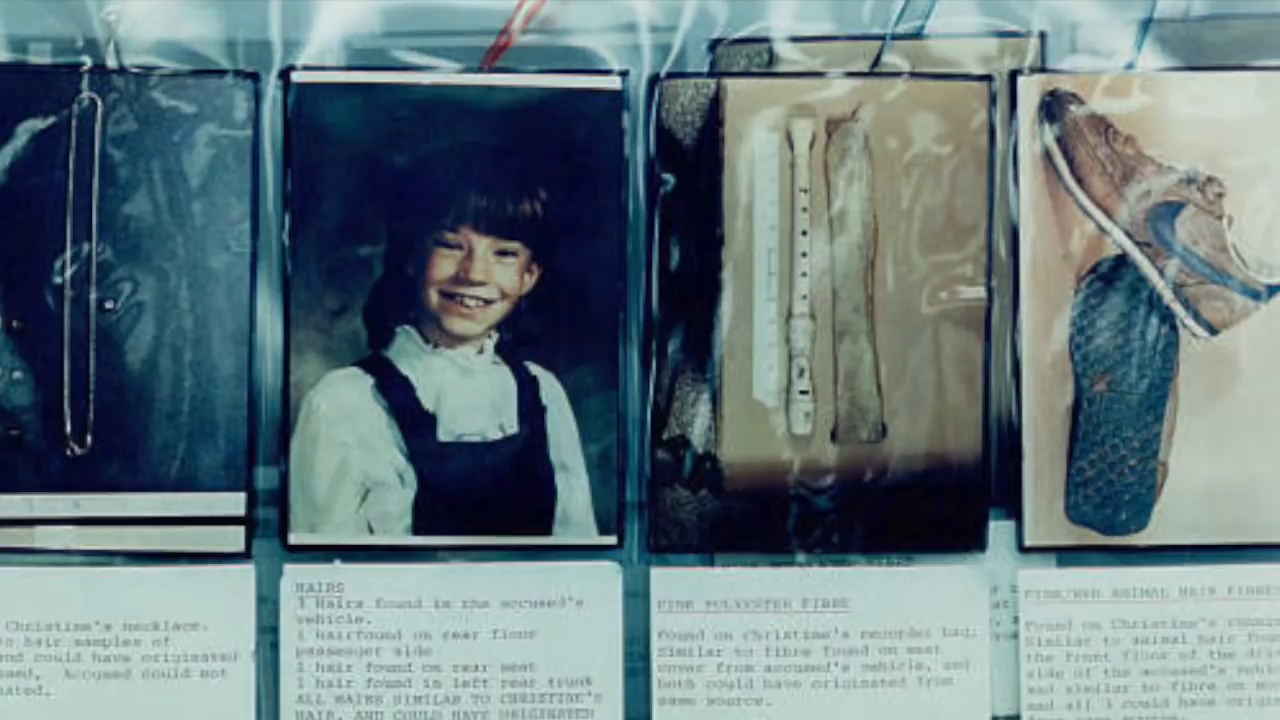 Christine's necklace.
hair samples of
and could have originated
Accused could not
HAIRS
3 Hairs found in the accused's
vehicle.
1 hairfound on rear floor
passenger side
1 hair found on rear seat
1 hair found in left rear trunk
ALL HAIRS SIMILAR TO CHRISTINE'S
HAIR, AND COULD HAVE ORIGINATED
PINK POLYESTER FIBRE
Found on Christine's recorder bag:
Similar to fibre found on seat
cover from accused's vehicle, and
both could have originated from
same source.
ANIMAL HAIR FIBRES
Found on Christine's
Similar to animal hair
the front floor of the
side of the accused's
and similar to fibre on
and all could have